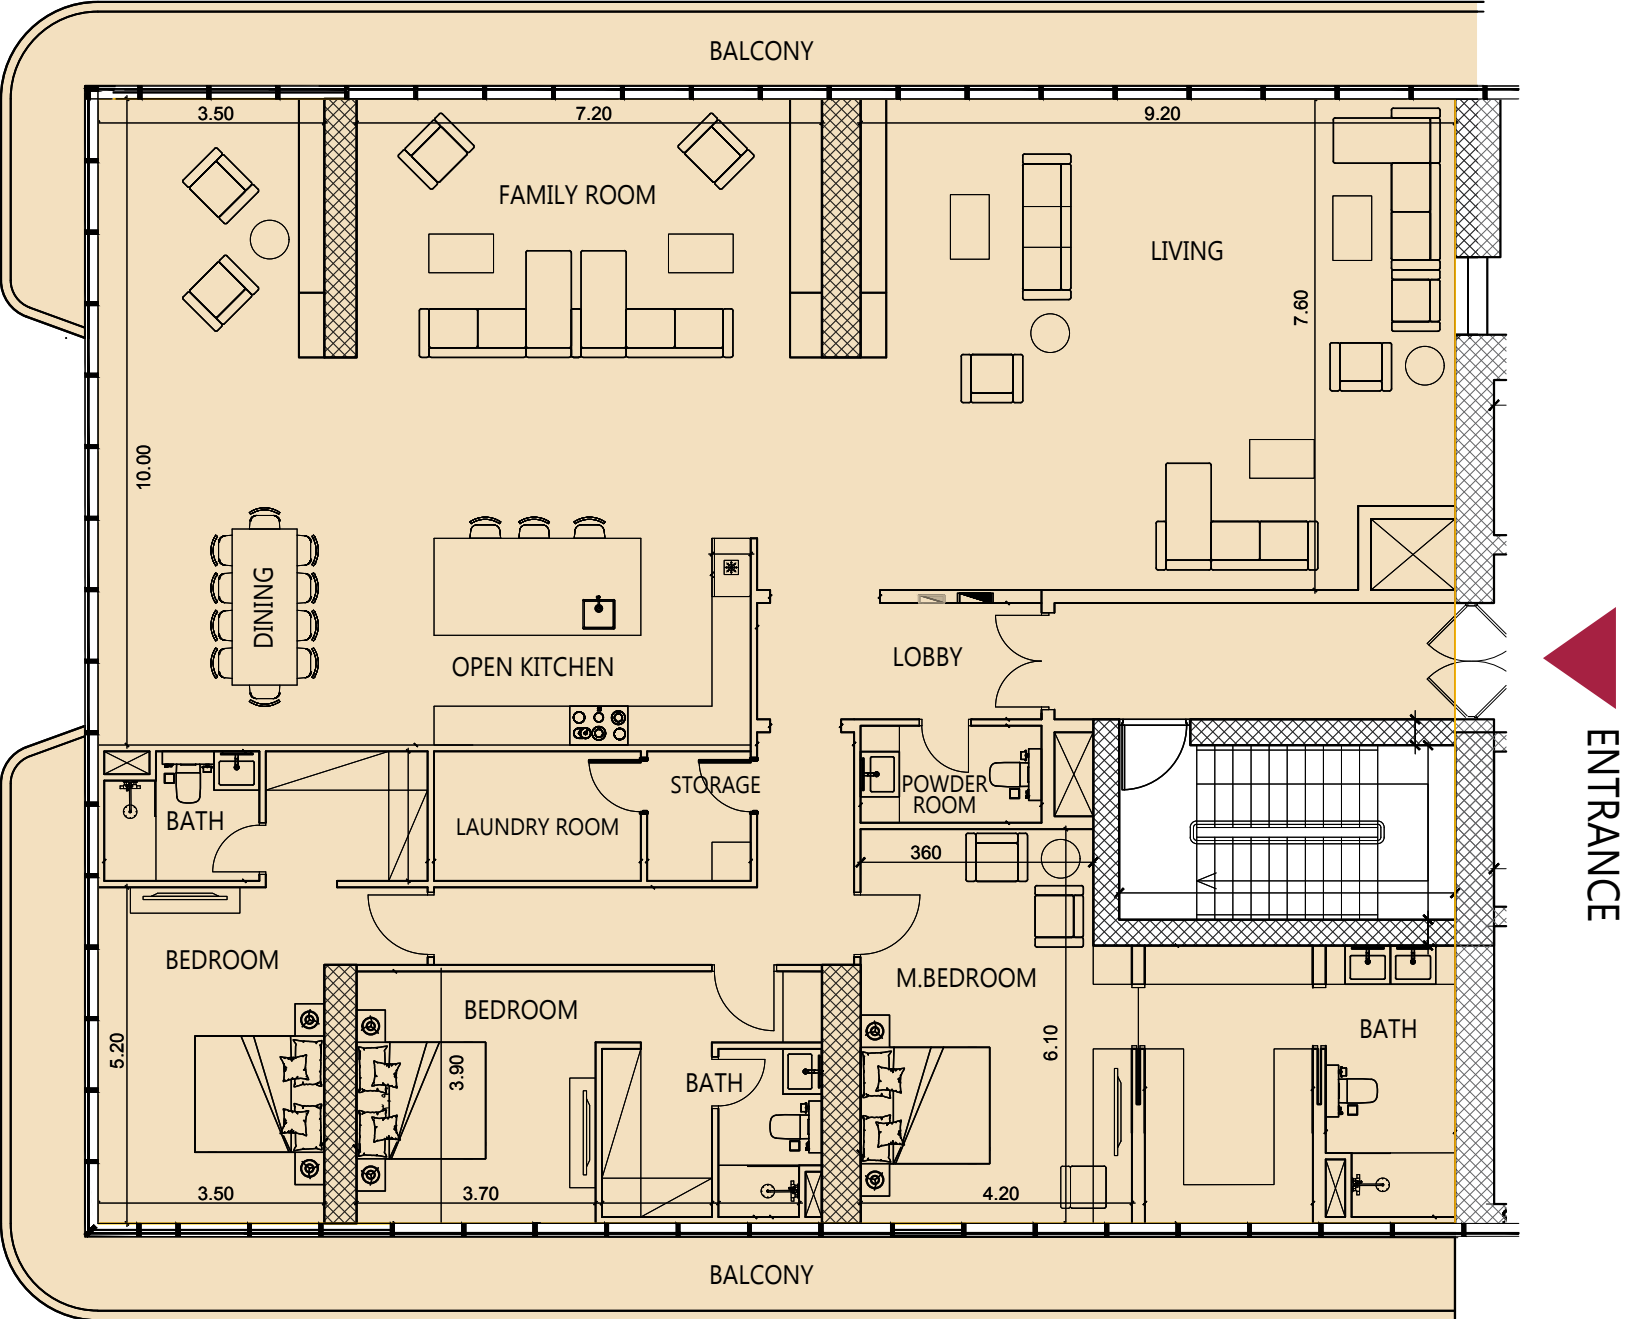 BALCONY
3.50
7.20
9.20
FAMILY ROOM
LIVING
7.60
10.00
DINING
OPEN KITCHEN
LOBBY
ENTRANCE
STORAGE
POWDER
ROOM
BATH
LAUNDRY ROOM
360
BEDROOM
BEDROOM
M.BEDROOM
BATH
5.20
3.90
BATH
6.10
3.50
3.70
4.20
BALCONY